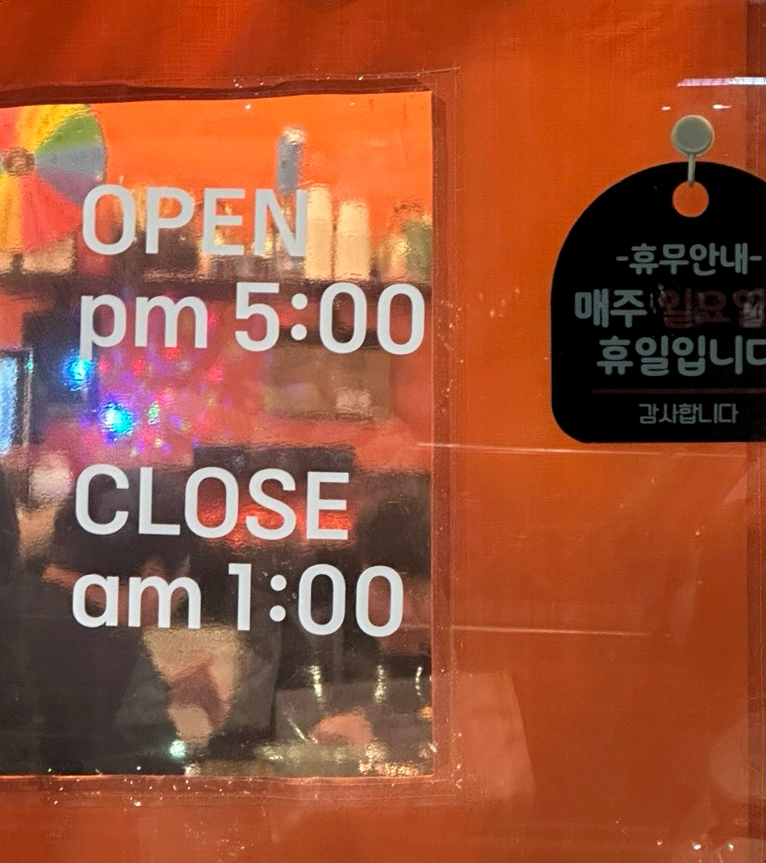 OPEN
pm 5:00
CLOSE
am 1:00
-휴무안내-
매주 일요일
휴일입니다
감사합니다